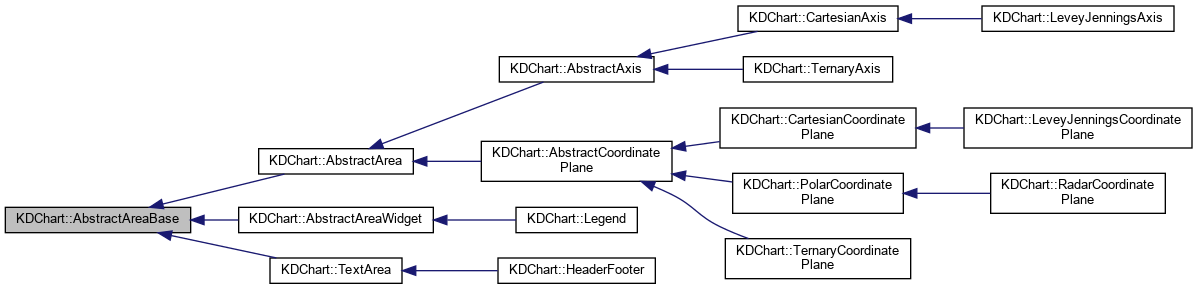 KDChart::AbstractAreaBase
KDChart::AbstractArea
KDChart::AbstractAxis
KDChart::CartesianAxis
KDChart::LeveyJenningsAxis
KDChart::TernaryAxis
KDChart::AbstractCoordinate
Plane
KDChart::CartesianCoordinate
Plane
KDChart::LeveyJenningsCoordinate
Plane
KDChart::PolarCoordinate
Plane
KDChart::RadarCoordinate
Plane
KDChart::TernaryCoordinate
Plane
KDChart::AbstractAreaWidget
KDChart::Legend
KDChart::TextArea
KDChart::HeaderFooter